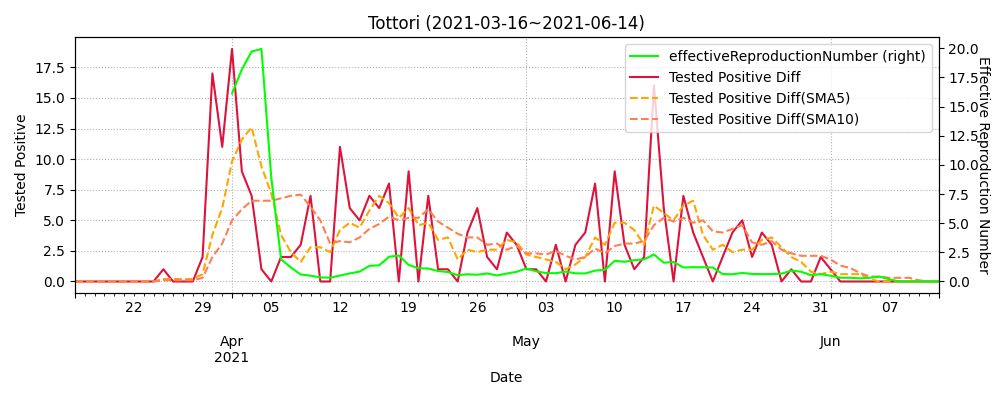 Tottori (2021-03-16~2021-06-14)
effectiveReproductionNumber (right)
Tested Positive Diff
Tested Positive Diff(SMA5)
Tested Positive Diff(SMA10)
Tested Positive
17.5
15.0
12.5
10.0
7.5
5.0
2.5
0.0
20.0
17.5
15.0
12.5
10.0
7.5
5.0
2.5
0.0
Effective Reproduction Number
22 29 05 12 19 26 03 10 17 24 31 07
Apr May Jun
2021
Date